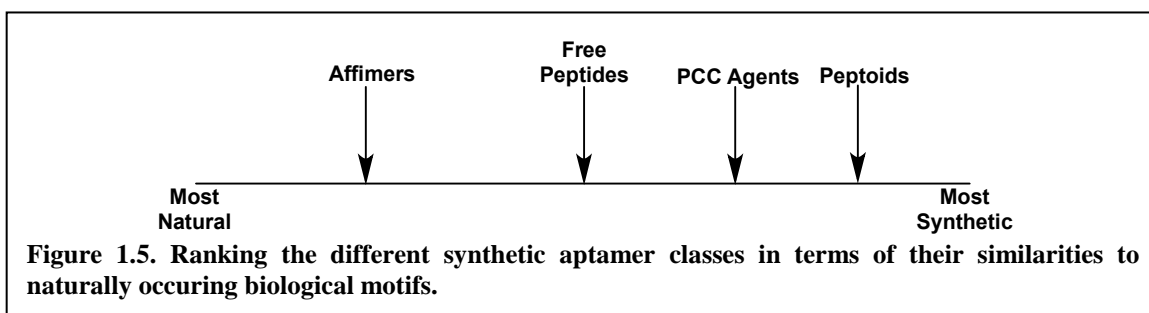 Affimers
Free
Peptides
PCC Agents
Peptoids
Most
Natural
Most
Synthetic
Figure 1.5. Ranking the different synthetic aptamer classes in terms of their similarities to
naturally occuring biological motifs.